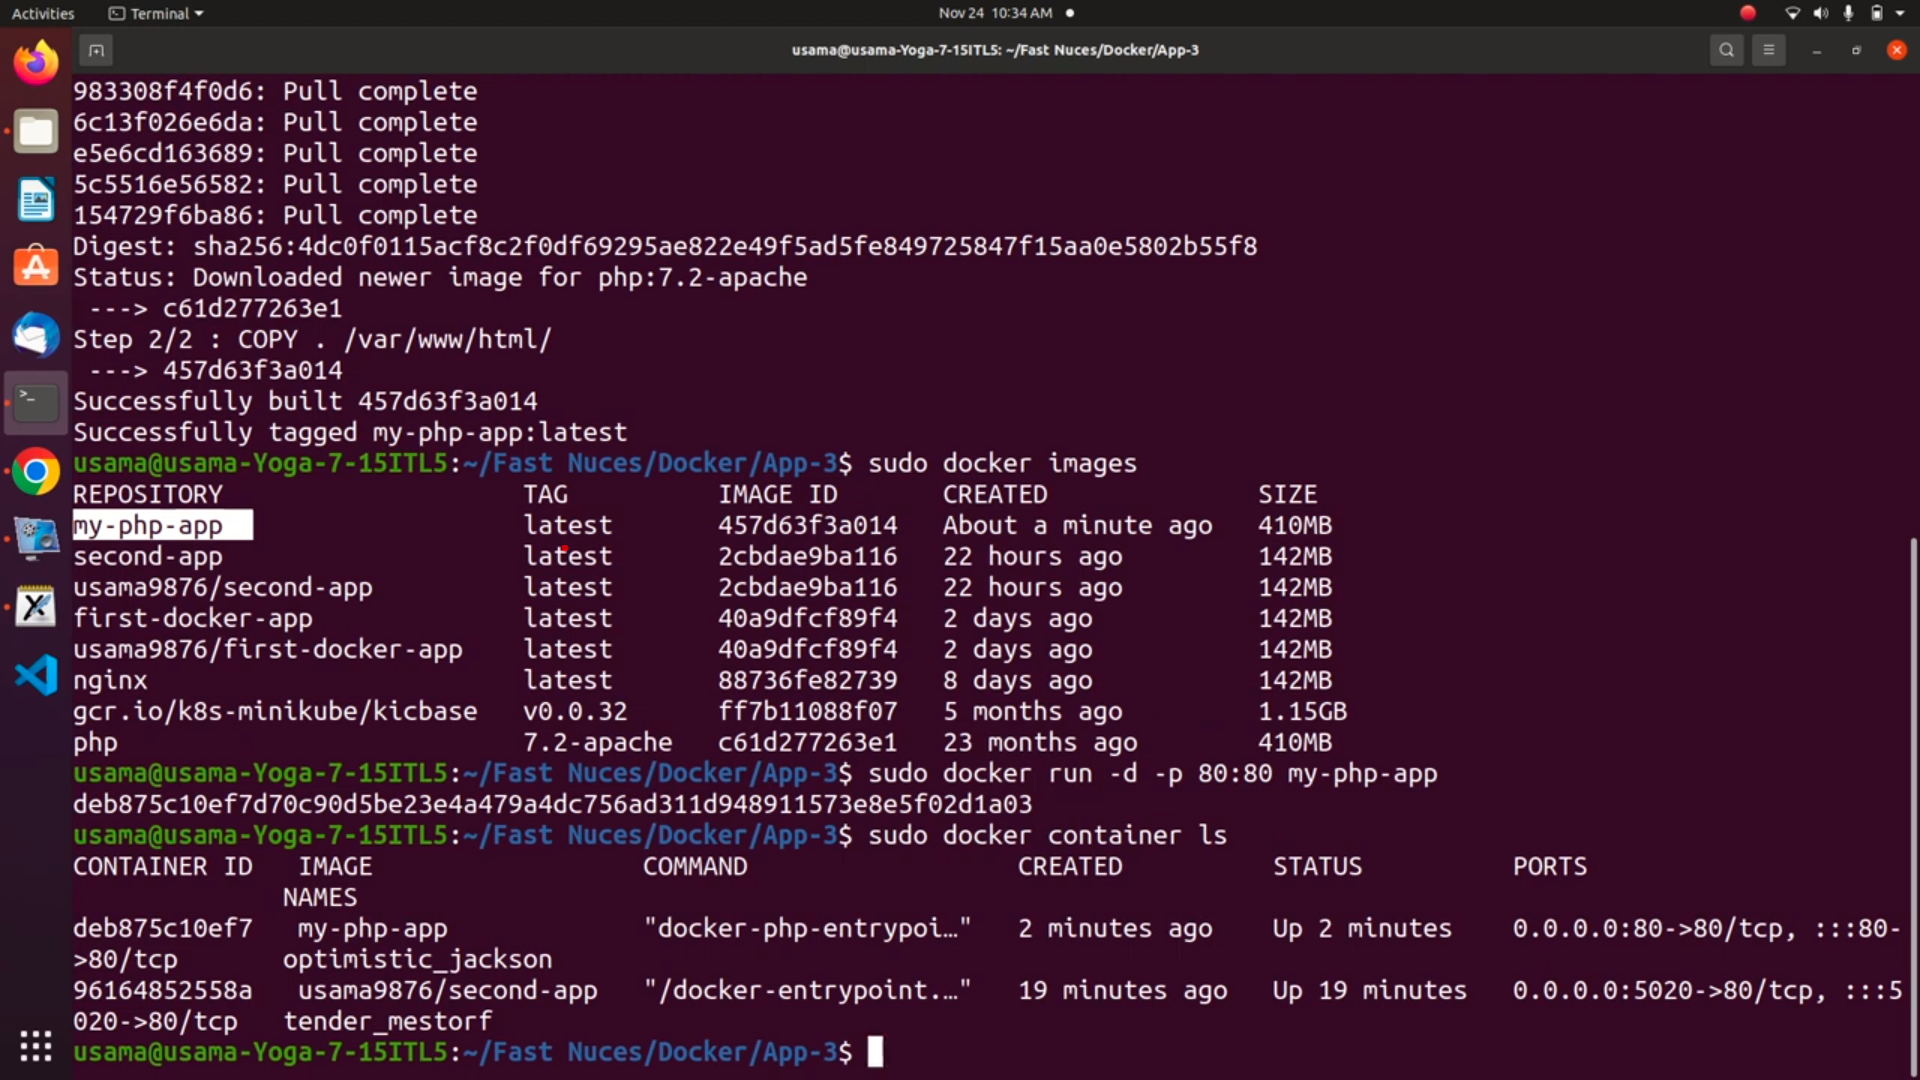 Activities
Terminal
Nov 24 10:34 AM
usama@usama-Yoga-7-15ITL5: ~/Fast Nuces/Docker/App-3
983308f4f0d6: Pull complete
6c13f026e6da: Pull complete
e5e6cd163689: Pull complete
5c5516e56582: Pull complete
154729f6ba86: Pull complete
Digest: sha256:4dc0f0115acf8c2f0df69295ae822e49f5ad5fe849725847f15aa0e5802b55f8
Status: Downloaded newer image for php:7.2-apache
---> c61d277263e1
Step 2/2 : COPY . /var/www/html/
---> 457d63f3a014
Successfully built 457d63f3a014
Successfully tagged my-php-app:latest
usama@usama-Yoga-7-15ITL5:~/Fast Nuces/Docker/App-3$ sudo docker images
REPOSITORY TAG IMAGE ID CREATED SIZE
my-php-app latest 457d63f3a014 About a minute ago 410MB
second-app latest 2cbdae9ba116 22 hours ago 142MB
usama9876/second-app latest 2cbdae9ba116 22 hours ago 142MB
first-docker-app latest 40a9dfcf89f4 2 days ago 142MB
usama9876/first-docker-app latest 40a9dfcf89f4 2 days ago 142MB
nginx latest 88736fe82739 8 days ago 142MB
gcr.io/k8s-minikube/kicbase v0.0.32 ff7b11088f07 5 months ago 1.15GB
php 7.2-apache c61d277263e1 23 months ago 410MB
usama@usama-Yoga-7-15ITL5:~/Fast Nuces/Docker/App-3$ sudo docker run -d -p 80:80 my-php-app
deb875c10ef7d70c90d5be23e4a479a4dc756ad311d948911573e8e5f02d1a03
usama@usama-Yoga-7-15ITL5:~/Fast Nuces/Docker/App-3$ sudo docker container ls
CONTAINER ID IMAGE COMMAND CREATED STATUS PORTS
NAMES
deb875c10ef7 my-php-app "docker-php-entrypoi…" 2 minutes ago Up 2 minutes 0.0.0.0:80->80/tcp, :::80-
>80/tcp optimistic_jackson
96164852558a usama9876/second-app "/docker-entrypoint.…" 19 minutes ago Up 19 minutes 0.0.0.0:5020->80/tcp, :::5
020->80/tcp tender_mestorf
usama@usama-Yoga-7-15ITL5:~/Fast Nuces/Docker/App-3$